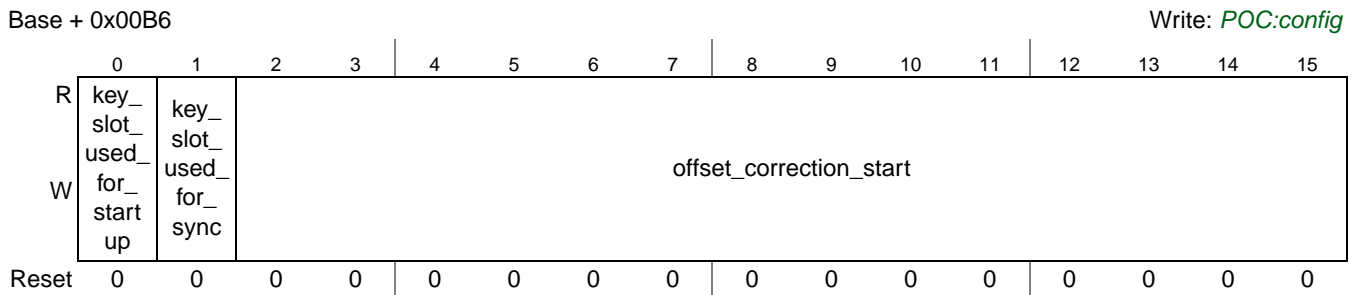 Base + 0x00B6 Write: POC:config
0 1 2 3 4 5 6 7 8 9 10 11 12 13 14 15
R
W
key_
slot_
used_
for_
start
up
key_
slot_
used_
for_
sync
offset_correction_start
Reset 0 0 0 0 0 0 0 0 0 0 0 0 0 0 0 0